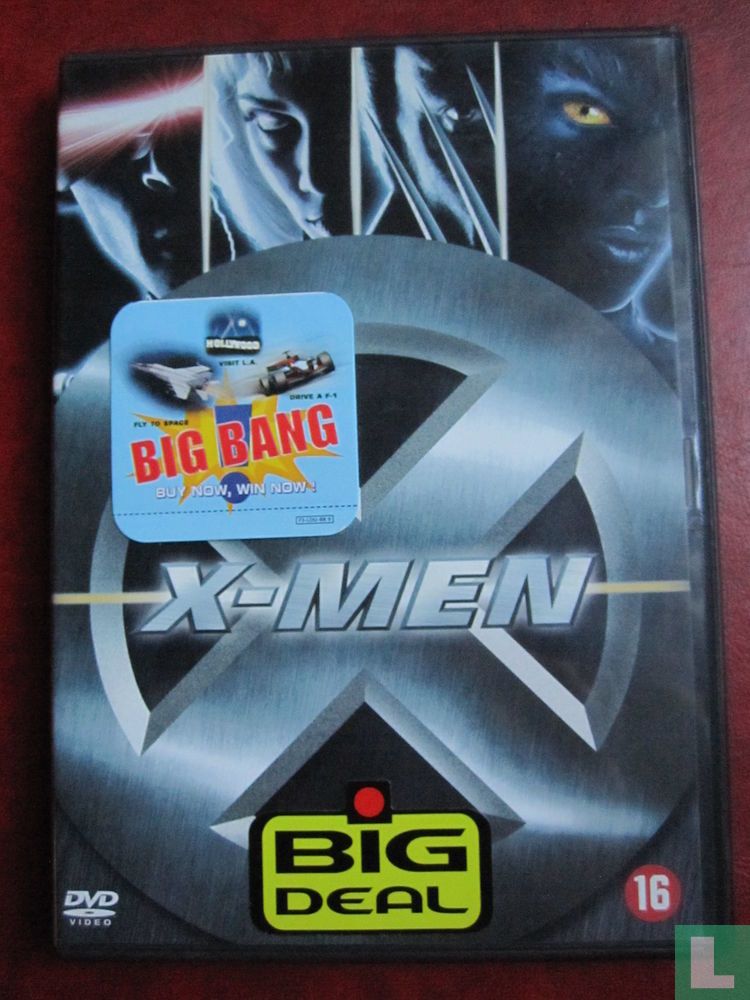 HOLLYWOOD
VISIT L.A.
DRIVE A F-1
FLY TO SPACE
BIG BANG
BUY NOW, WIN NOW!
X-MEN
BIG
DEAL
DVD
VIDEO
16
L